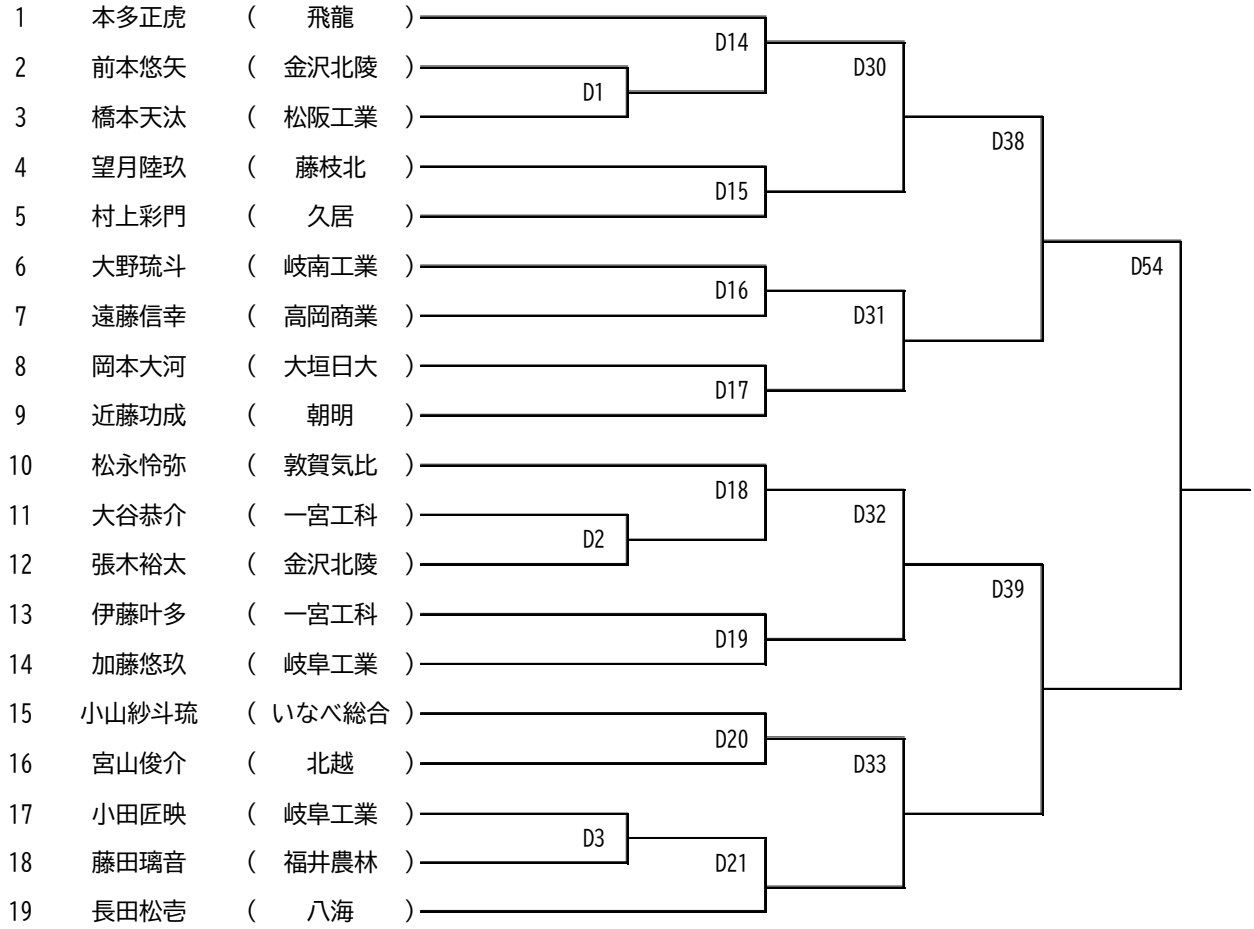 1 本多正虎 ( 飛龍 )
D14
2 前本悠矢 ( 金沢北陵 )
D30
D1
3 橋本天汰 ( 松阪工業 )
D38
4 望月陸玖 ( 藤枝北 )
D15
5 村上彩門 ( 久居 )
6 大野琉斗 ( 岐南工業 )
D54
D16
7 遠藤信幸 ( 高岡商業 )
D31
8 岡本大河 ( 大垣日大 )
D17
9 近藤功成 ( 朝明 )
10 松永怜弥 ( 敦賀気比 )
D18
11 大谷恭介 ( 一宮工科 )
D32
D2
12 張木裕太 ( 金沢北陵 )
D39
13 伊藤叶多 ( 一宮工科 )
D19
14 加藤悠玖 ( 岐阜工業 )
15 小山紗斗琉 ( いなべ総合 )
D20
16 宮山俊介 ( 北越 )
D33
17 小田匠映 ( 岐阜工業 )
D3
18 藤田璃音 ( 福井農林 )
D21
19 長田松壱 ( 八海 )